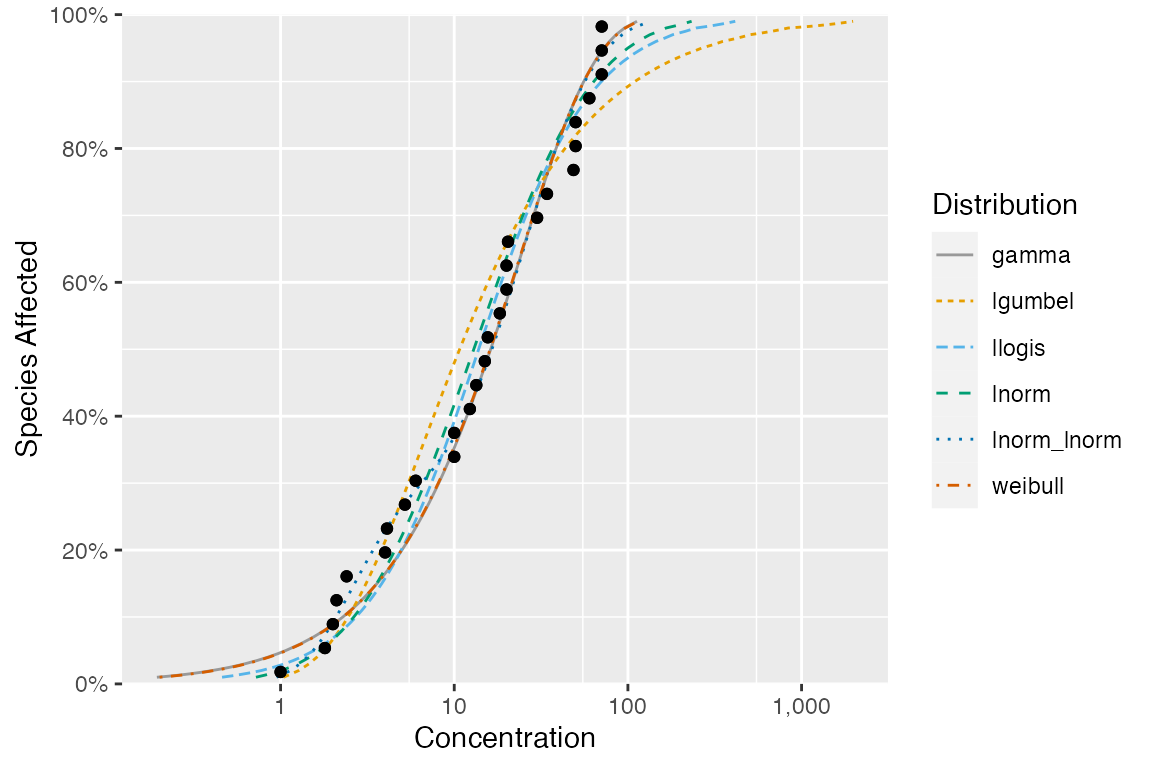 100%
80%
60%
40%
20%
0%
Species Affected
1
10
100
1,000
Concentration
Distribution
gamma
lgumbel
llogis
lnorm
lnorm_lnorm
weibull